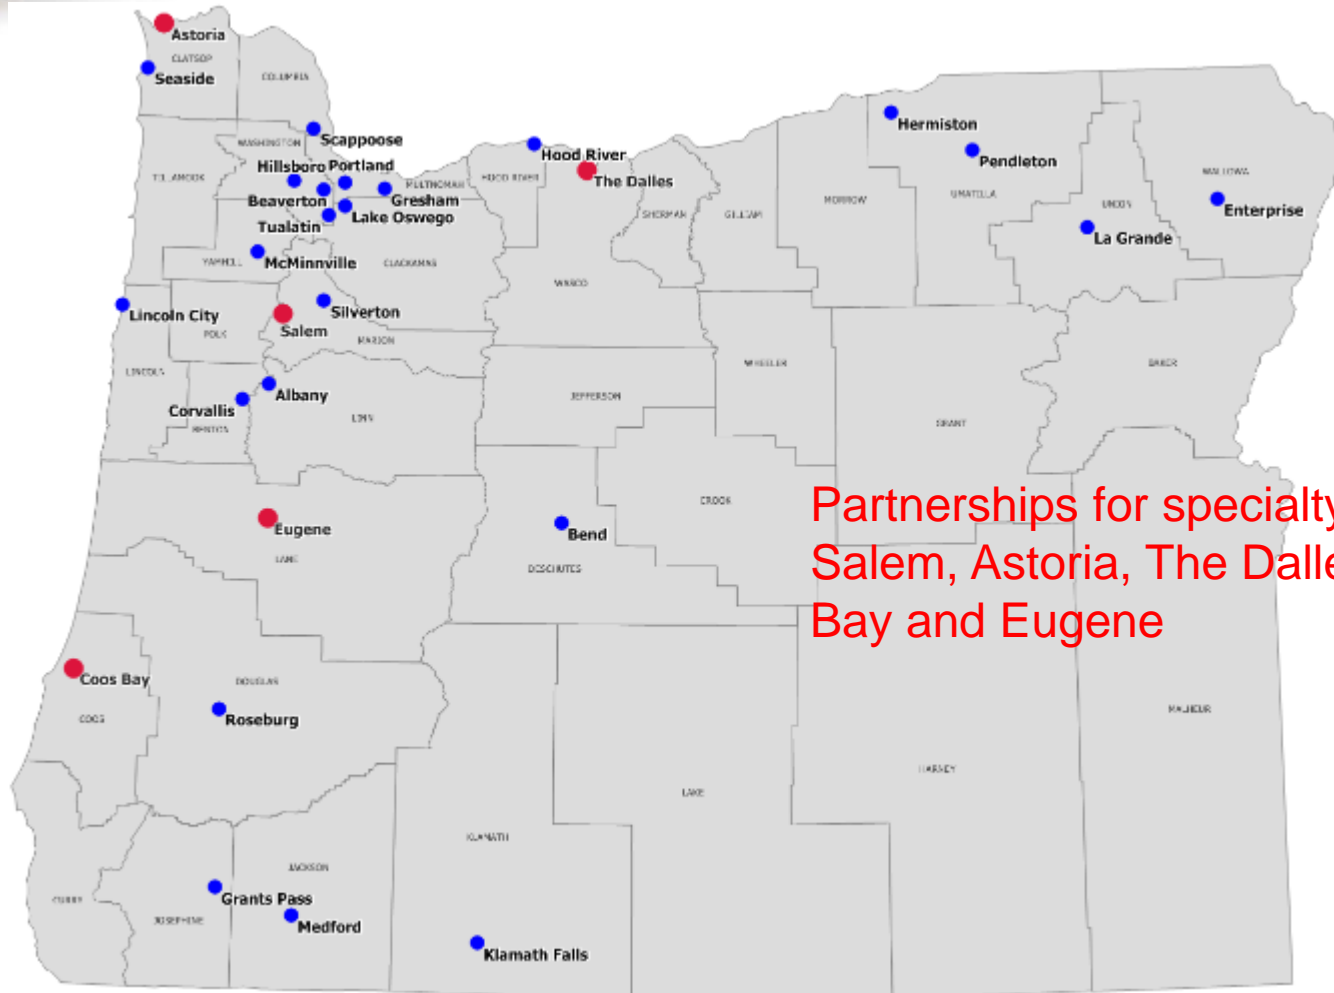 Astoria
CLATSOP
COLUMBIA
Seaside
Scappoose
WASHINGTON
Hood River
Hermiston
Hillsboro Portland
Pendleton
TILLAMOOK
MULTNOMAH
HOOD RIVER
The Dalles
WALLOWA
Beaverton
Gresham
UMATILLA
MORROW
UNION
Enterprise
Lake Oswego
SHERMAN
GILLIAM
Tualatin
La Grande
YAMHILL
McMinnville
CLACKAMAS
WASCO
Lincoln City
Silverton
Salem
POLK
MARION
WHEELER
BAKER
LINCOLN
Albany
JEFFERSON
Corvallis
LINN
BENTON
GRANT
CROOK
Partnerships for specialty
Salem, Astoria, The Dalle
Bay and Eugene
Eugene
Bend
LANE
DESCHUTES
Coos Bay
DOUGLAS
COOS
Roseburg
MALHEUR
HARNEY
LAKE
KLAMATH
JACKSON
CURRY
Grants Pass
JOSEPHINE
Medford
Klamath Falls